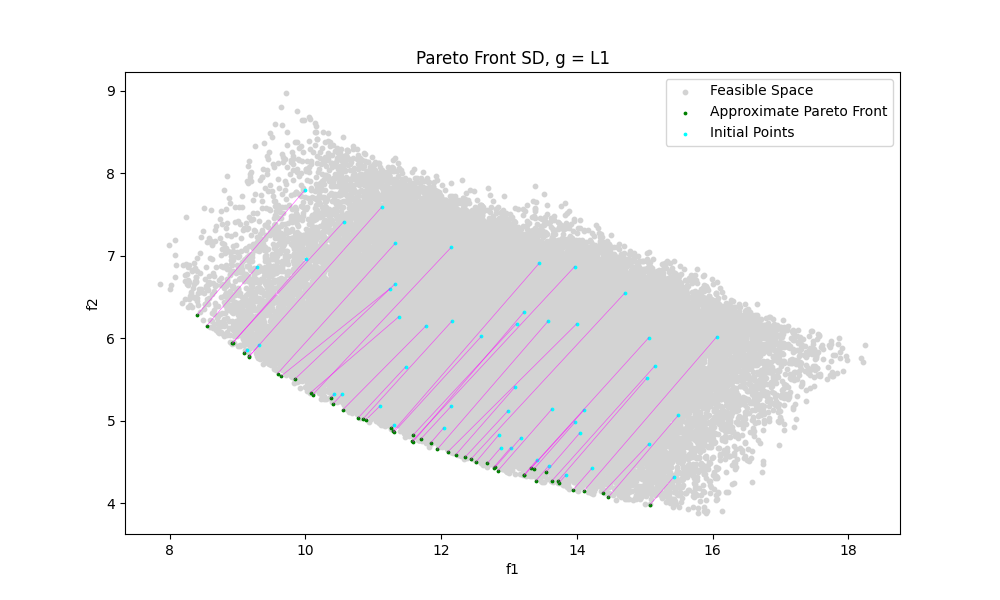 Pareto Front SD, g = L1
Feasible Space
Approximate Pareto Front
Initial Points
9
8
7
6
5
4
f2
8 10 12 14 16 18
f1